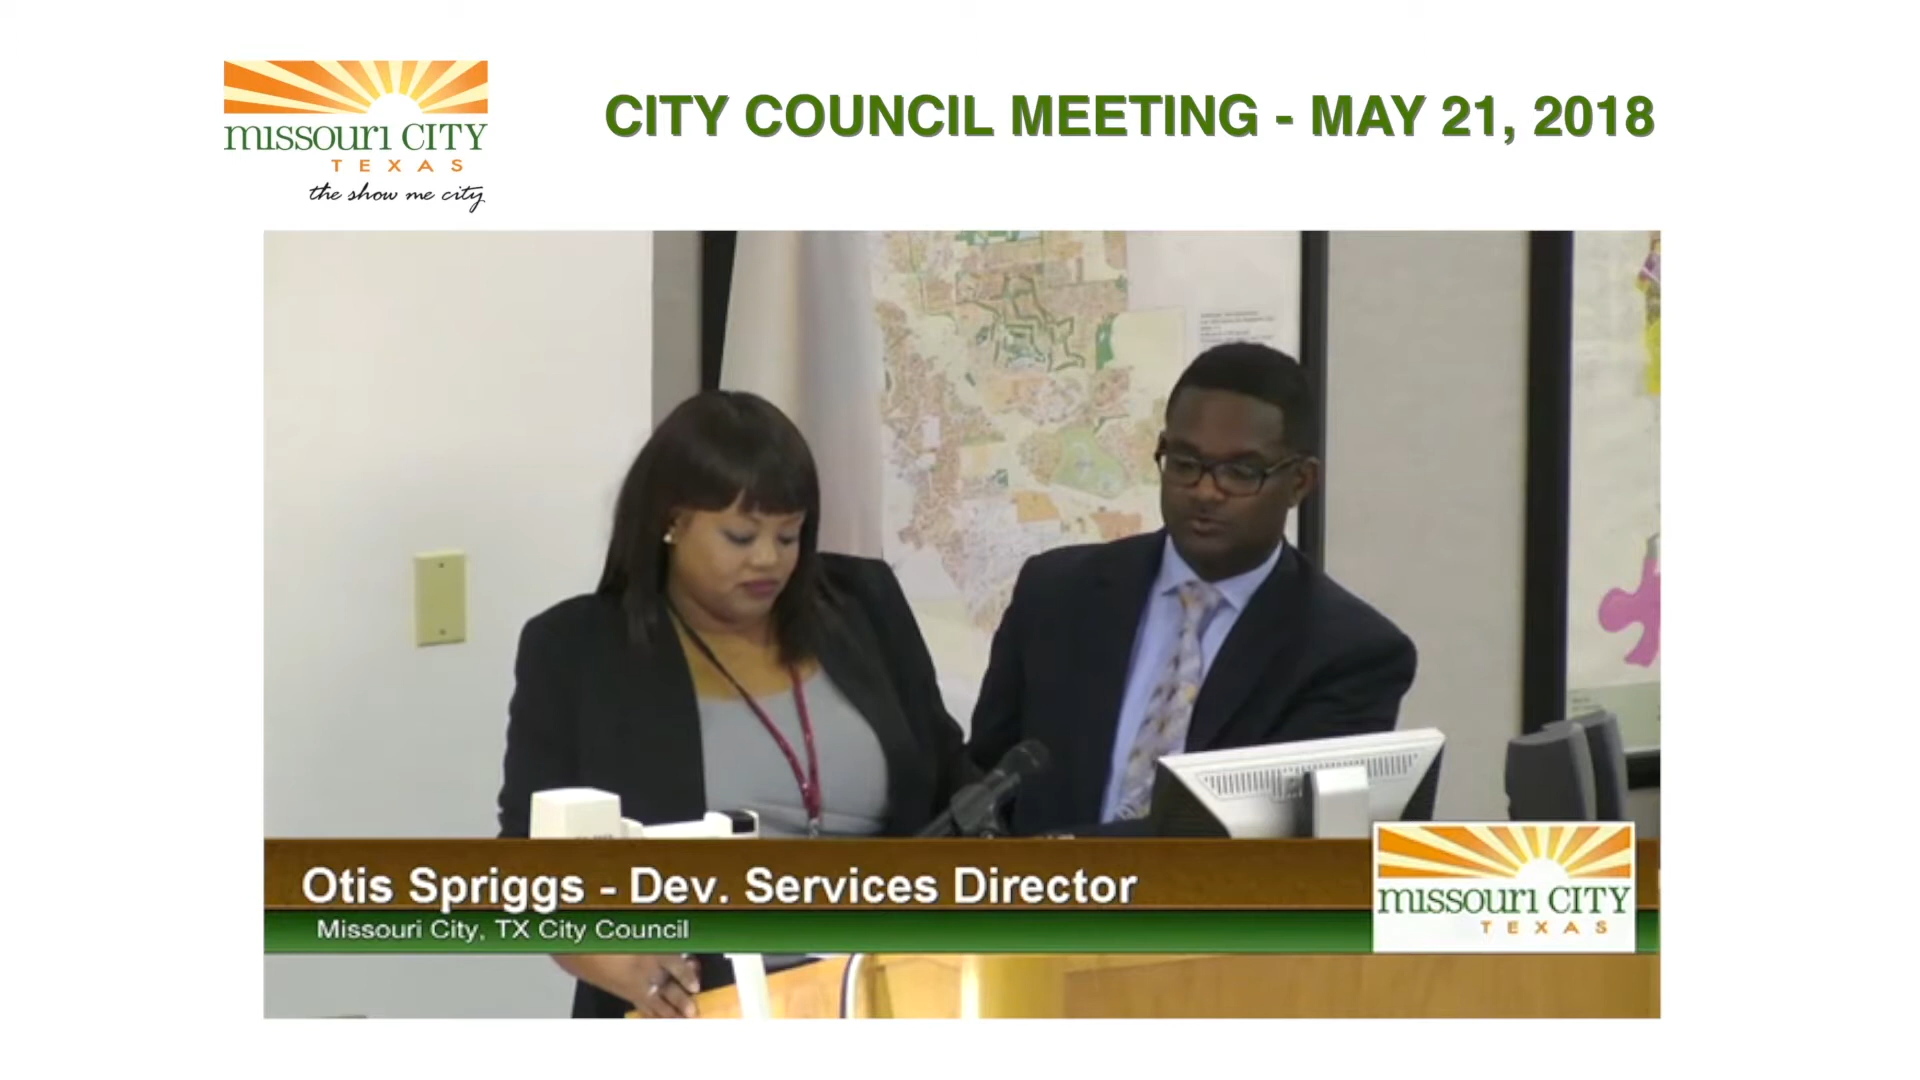 missouri CITY
TEXAS
the show me city
CITY COUNCIL MEETING - MAY 21, 2018
Otis Spriggs - Dev. Services Director
Missouri City, TX City Council
missouri CITY
TEXAS